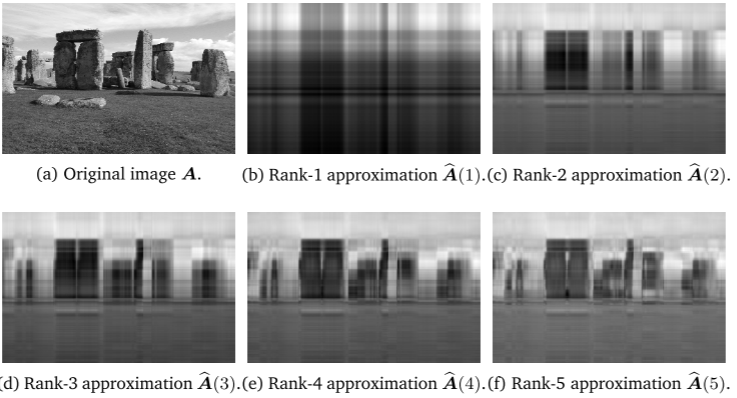 (a) Original image A.
(b) Rank-1 approximation Â(1).
(c) Rank-2 approximation Â(2).
(d) Rank-3 approximation Â(3).
(e) Rank-4 approximation Â(4).
(f) Rank-5 approximation Â(5).